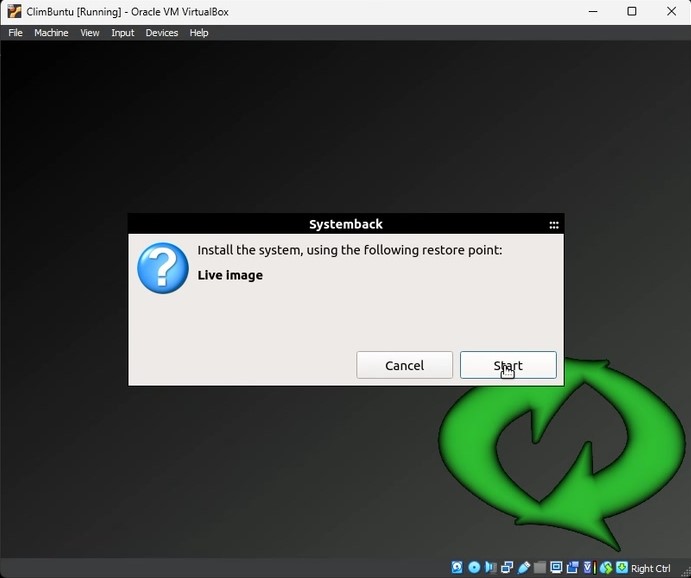 ClimBuntu [Running] - Oracle VM VirtualBox
File Machine View Input Devices Help
Systemback
Install the system, using the following restore point:
Live image
Cancel Start
Right Ctrl